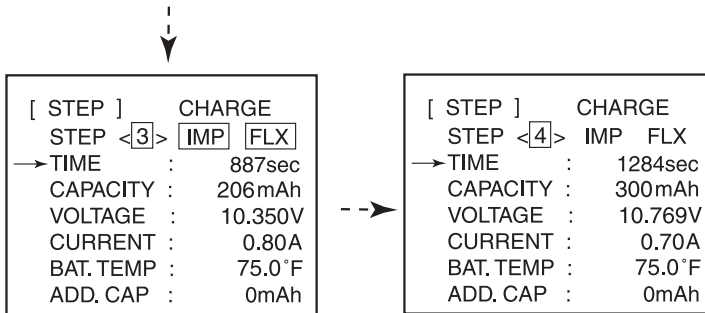 [ STEP ] CHARGE
STEP <3> IMP FLX
TIME : 887sec
CAPACITY : 206mAh
VOLTAGE : 10.350V
CURRENT : 0.80A
BAT. TEMP : 75.0°F
ADD. CAP : 0mAh
[ STEP ] CHARGE
STEP <4> IMP FLX
TIME : 1284sec
CAPACITY : 300mAh
VOLTAGE : 10.769V
CURRENT : 0.70A
BAT. TEMP : 75.0°F
ADD. CAP : 0mAh